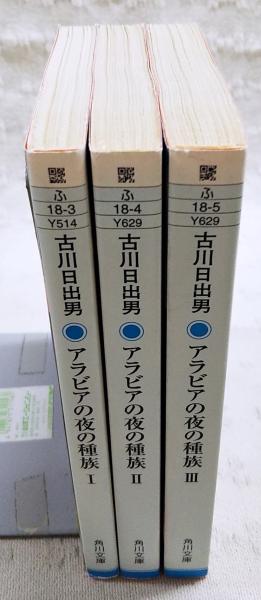 ふ
18-3
Y514
古川日出男
アラビアの夜の種族 I
角川文庫
ふ
18-4
Y629
古川日出男
アラビアの夜の種族 II
角川文庫
ふ
18-5
Y629
古川日出男
アラビアの夜の種族 III
角川文庫